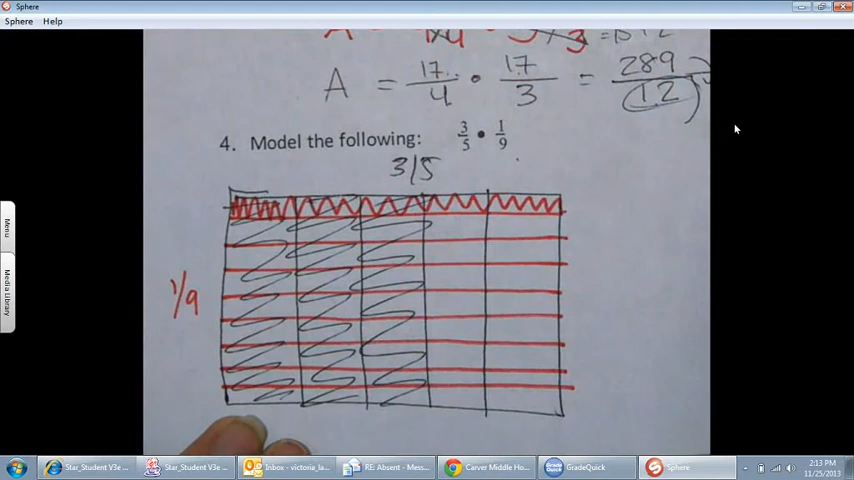 Sphere
Sphere Help
A = 17/4 • 17/3 = 289/12
4. Model the following: 3/5 • 1/9
3/5
1/9
Menu
Media Library
Star_Student V3e ...
Star_Student V3e ...
Inbox - victoria_la...
RE: Absent - Mess...
Carver Middle Ho...
GradeQuick
Sphere
2:13 PM
11/25/2013